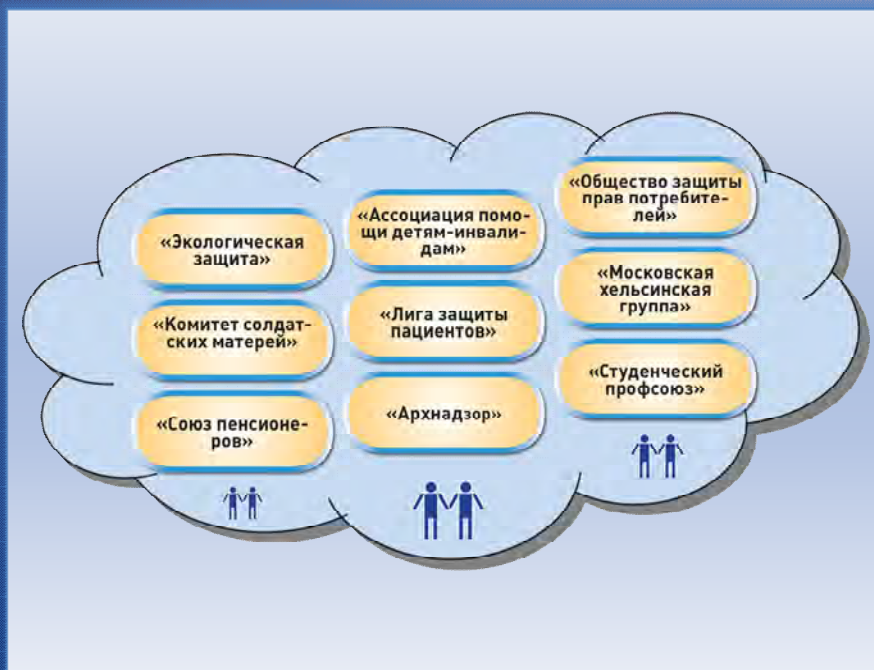 «Экологическая
защита»
«Комитет солдат-
ских матерей»
«Союз пенсионе-
ров»
«Ассоциация помо-
щи детям-инвали-
дам»
«Лига защиты
пациентов»
«Архнадзор»
«Общество защиты
прав потребите-
лей»
«Московская
хельсинская
группа»
«Студенческий
профсоюз»